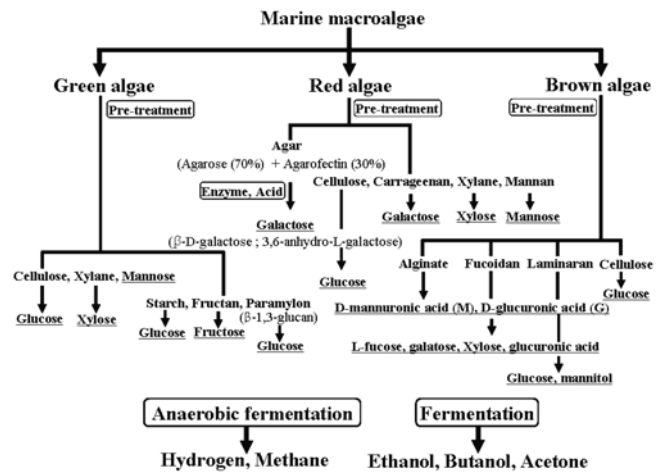 Marine macroalgae
Green algae
Red algae
Brown algae
Pre-treatment
Pre-treatment
Pre-treatment
Agar
(Agarose (70%) + Agarofectin (30%)
Cellulose, Carrageenan, Xylane, Mannan
Enzyme, Acid
Galactose
Xylose
Mannose
Galactose
(β-D-galactose ; 3,6-anhydro-L-galactose)
Glucose
Alginate
Fucoidan
Laminaran
Cellulose
Glucose
Cellulose, Xylane, Mannose
Glucose
Xylose
Starch, Fructan, Paramylon
(β-1,3-glucan)
Glucose
Fructose
Glucose
D-mannuronic acid (M), D-glucuronic acid (G)
L-fucose, galatose, Xylose, glucuronic acid
Glucose, mannitol
Anaerobic fermentation
Fermentation
Hydrogen, Methane
Ethanol, Butanol, Acetone